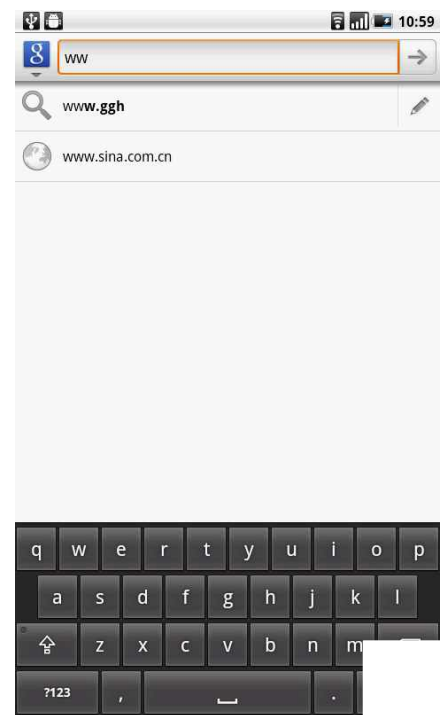 10:59
8 ww
www.ggh
www.sina.com.cn
q w e r t y u i o p
a s d f g h j k l
z x c v b n m
?123 , .